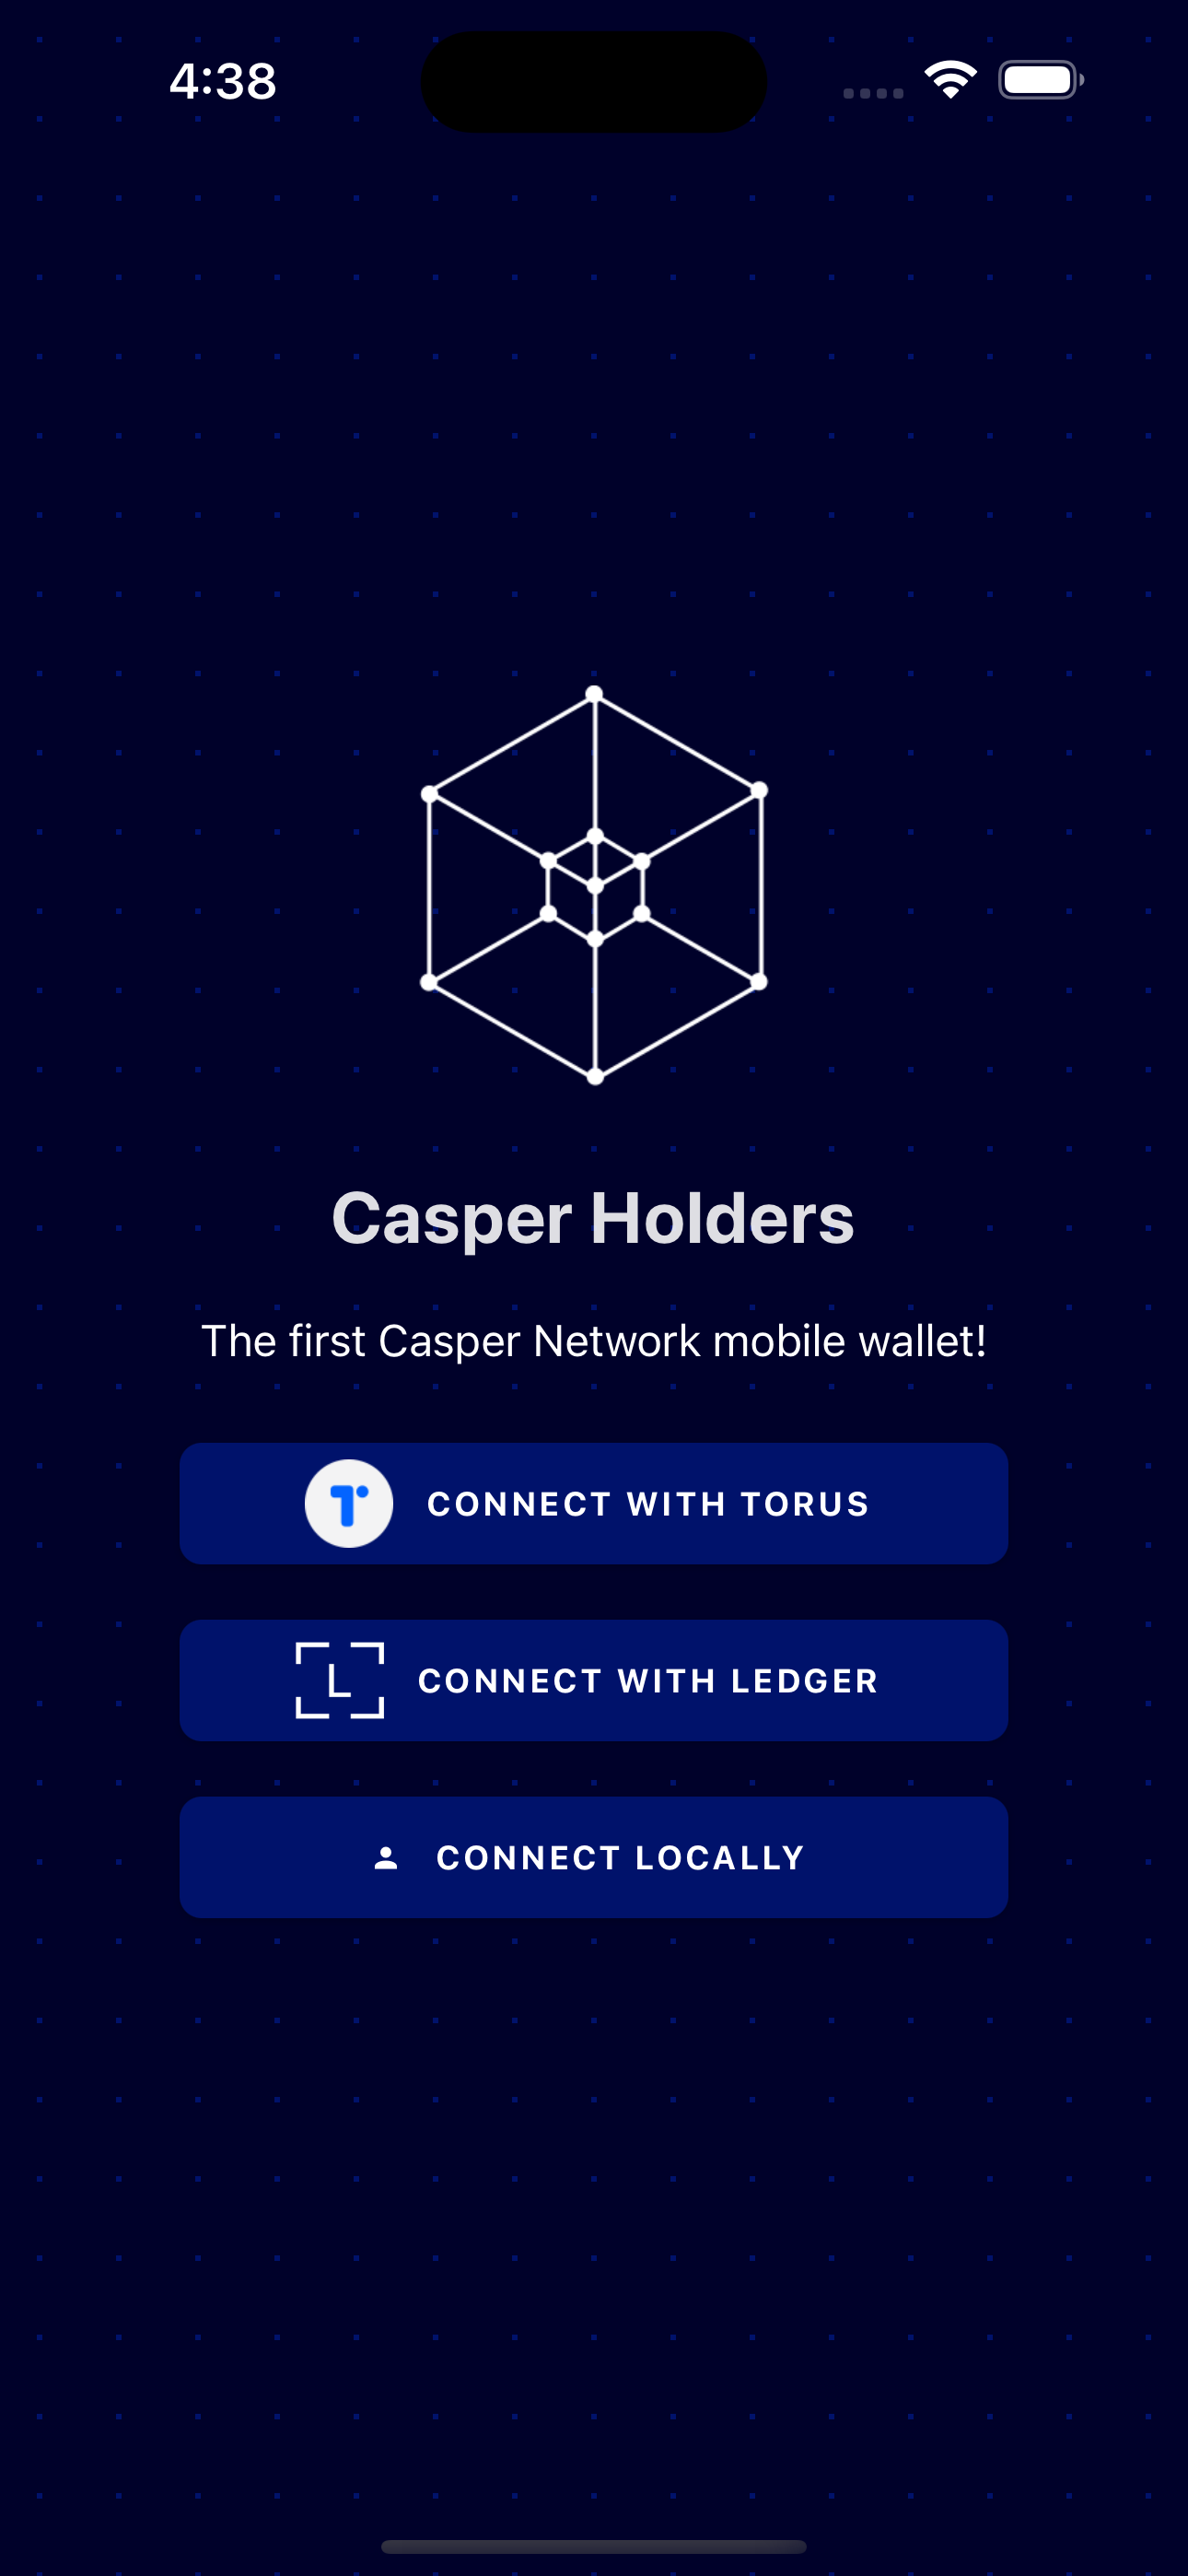 4:38
Casper Holders
The first Casper Network mobile wallet!
CONNECT WITH TORUS
L CONNECT WITH LEDGER
CONNECT LOCALLY